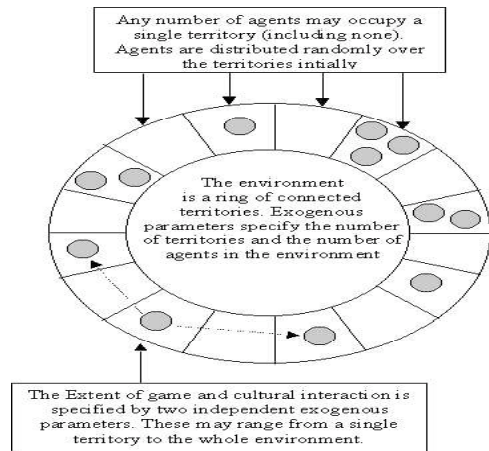 Any number of agents may occupy a
single territory (including none).
Agents are distributed randomly over
the territories intially
The environment
is a ring of connected
territories. Exogenous
parameters specify the number
of territories and the number of
agents in the environment
The Extent of game and cultural interaction is
specified by two independent exogenous
parameters. These may range from a single
territory to the whole environment.